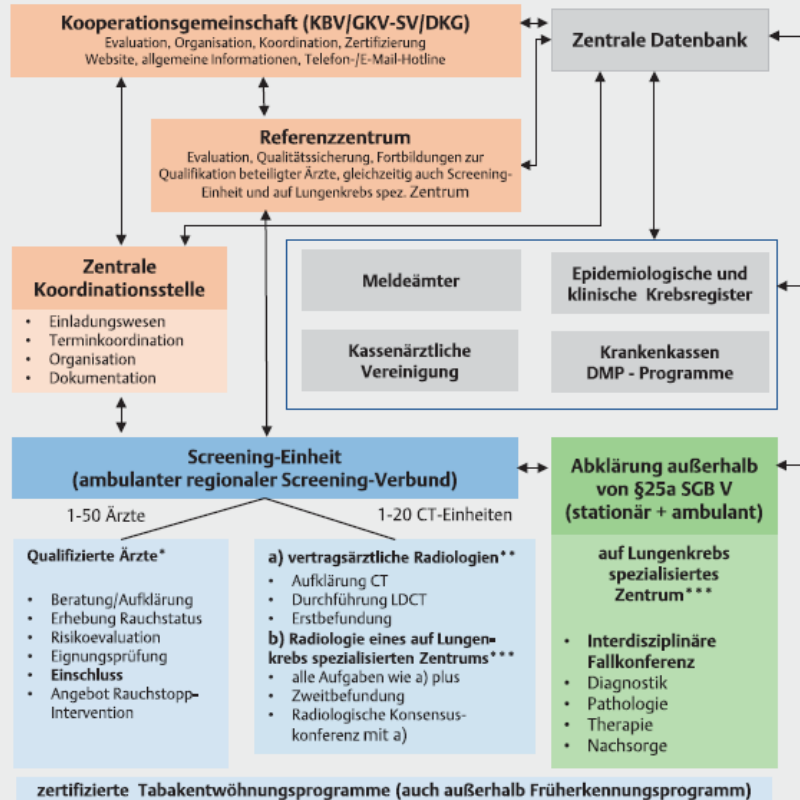 Kooperationsgemeinschaft (KBV/GKV-SV/DKG)
Evaluation, Organisation, Koordination, Zertifizierung
Website, allgemeine Informationen, Telefon-/E-Mail-Hotline
Zentrale Datenbank
Referenzzentrum
Evaluation, Qualitätssicherung, Fortbildungen zur
Qualifikation beteiligter Ärzte, gleichzeitig auch Screening-
Einheit und auf Lungenkrebs spez. Zentrum
Zentrale
Koordinationsstelle
• Einladungswesen
• Terminkoordination
• Organisation
• Dokumentation
Meldeämter
Epidemiologische und
klinische Krebsregister
Kassenärztliche
Vereinigung
Krankenkassen
DMP - Programme
Screening-Einheit
(ambulanter regionaler Screening-Verbund)
1-50 Ärzte
1-20 CT-Einheiten
Qualifizierte Ärzte*
• Beratung/Aufklärung
• Erhebung Rauchstatus
• Risikoevaluation
• Eignungsprüfung
• Einschluss
• Angebot Rauchstopp-
Intervention
a) vertragsärztliche Radiologien**
• Aufklärung CT
• Durchführung LDCT
• Erstbefundung
b) Radiologie eines auf Lungen-
krebs spezialisierten Zentrums***
• alle Aufgaben wie a) plus
• Zweitbefundung
• Radiologische Konsensus-
konferenz mit a)
Abklärung außerhalb
von §25a SGB V
(stationär + ambulant)
auf Lungenkrebs
spezialisiertes
Zentrum***
• Interdisziplinäre
Fallkonferenz
• Diagnostik
• Pathologie
• Therapie
• Nachsorge
zertifizierte Tabakentwöhnungsprogramme (auch außerhalb Früherkennungsprogramm)